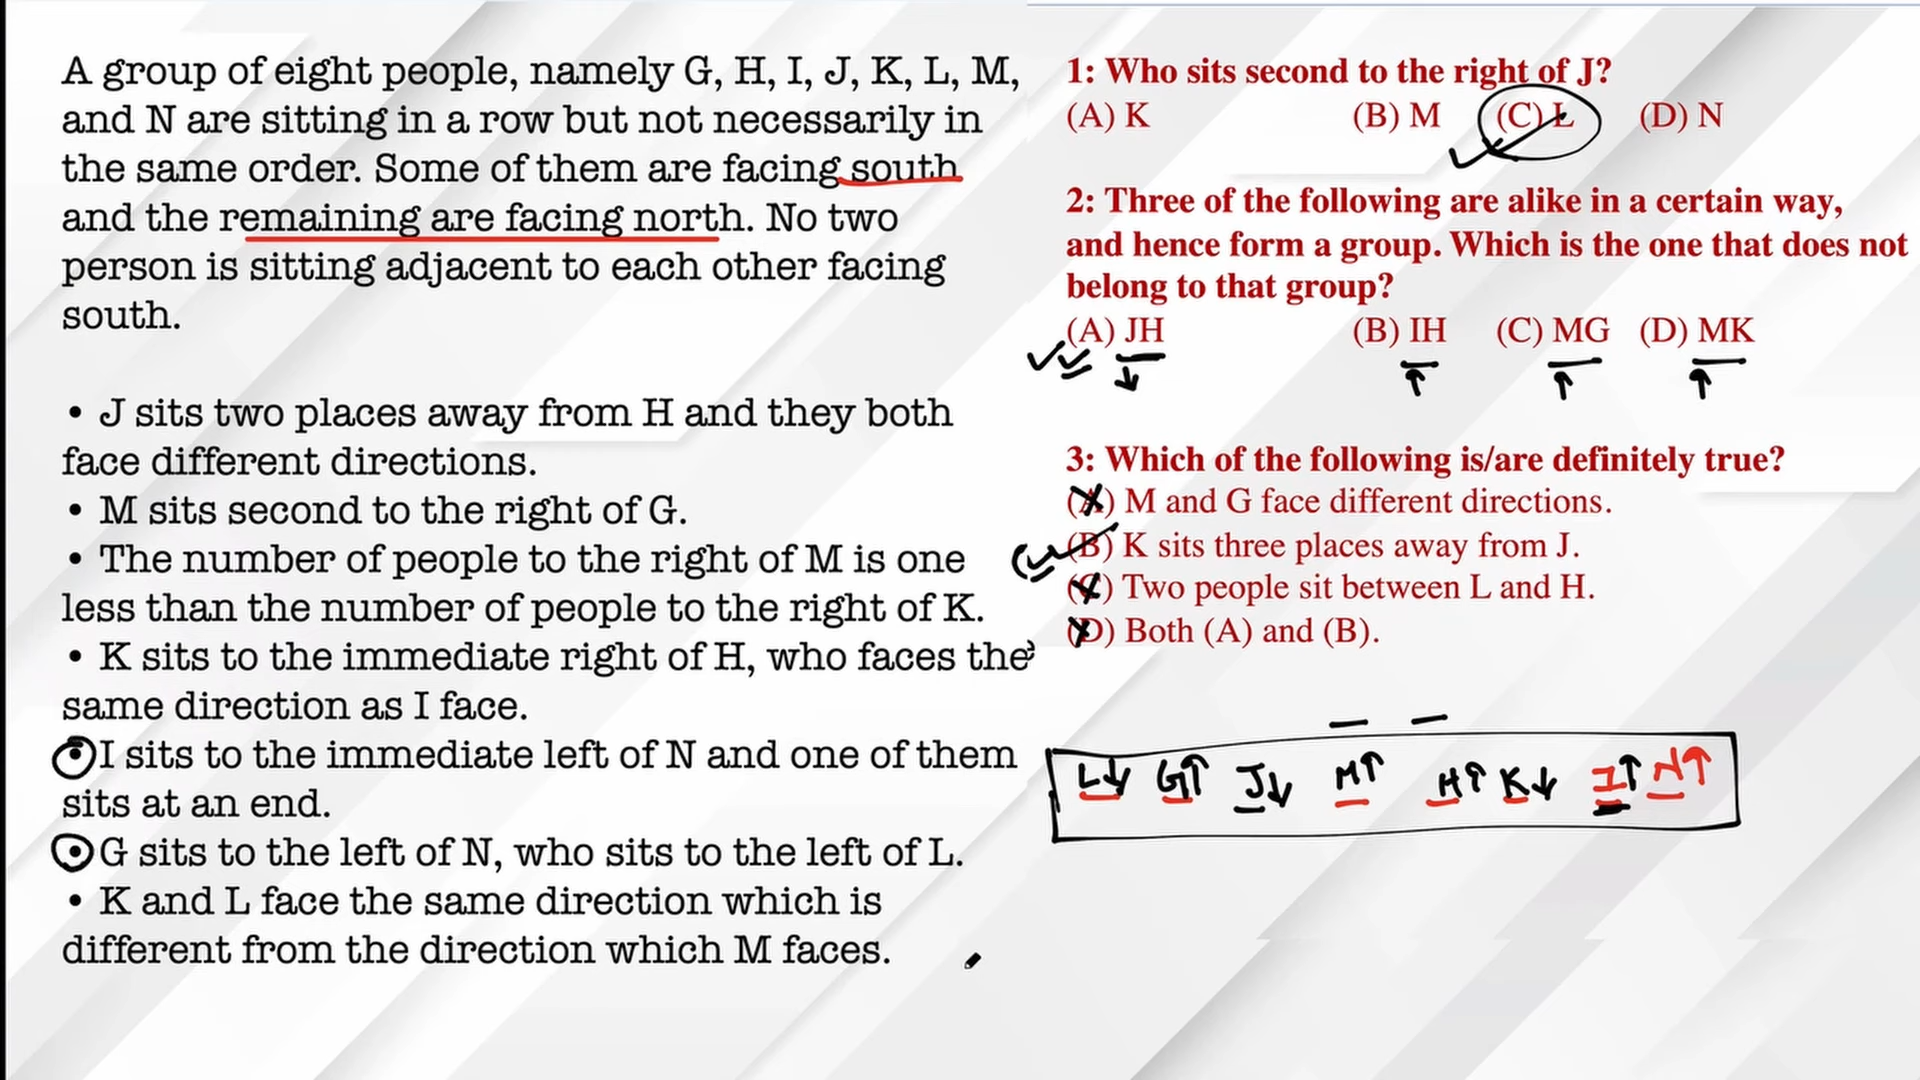 A group of eight people, namely G, H, I, J, K, L, M,
and N are sitting in a row but not necessarily in
the same order. Some of them are facing south
and the remaining are facing north. No two
person is sitting adjacent to each other facing
south.
• J sits two places away from H and they both
face different directions.
• M sits second to the right of G.
• The number of people to the right of M is one
less than the number of people to the right of K.
• K sits to the immediate right of H, who faces the
same direction as I face.
• I sits to the immediate left of N and one of them
sits at an end.
• G sits to the left of N, who sits to the left of L.
• K and L face the same direction which is
different from the direction which M faces.
1: Who sits second to the right of J?
(A) K (B) M (C) L (D) N
2: Three of the following are alike in a certain way,
and hence form a group. Which is the one that does not
belong to that group?
(A) JH (B) IH (C) MG (D) MK
3: Which of the following is/are definitely true?
(A) M and G face different directions.
(B) K sits three places away from J.
(C) Two people sit between L and H.
(D) Both (A) and (B).
L↓ G↑ J↓ M↑ H↑ K↓ I↑ N↑